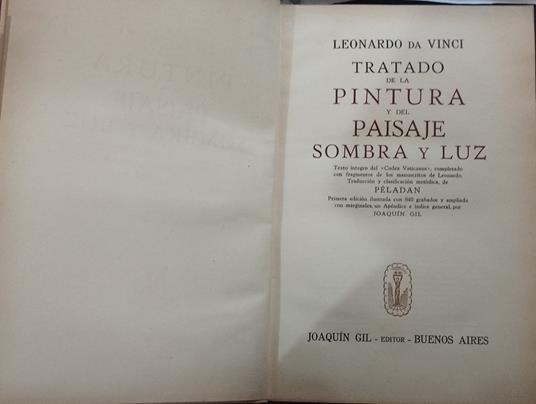 LEONARDO DA VINCI
TRATADO
DE LA
PINTURA
Y DEL
PAISAJE
SOMBRA Y LUZ
Texto íntegro del «Codex Vaticanus», completado
con fragmentos de los manuscritos de Leonardo.
Traducción y clasificación metódica, de
PÉLADAN
Primera edición ilustrada con 840 grabados y ampliada
con marginales, un Apéndice e índice general, por
JOAQUÍN GIL
JOAQUÍN GIL - EDITOR - BUENOS AIRES